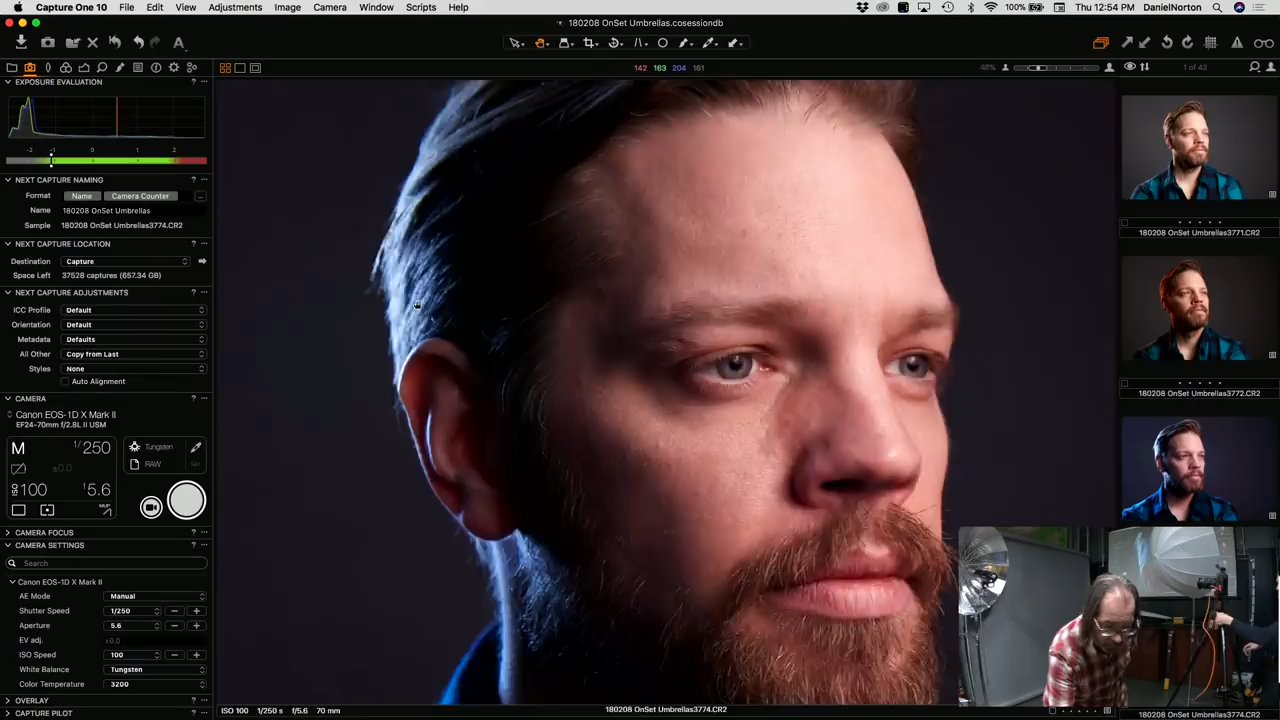 Capture One 10 File Edit View Adjustments Image Camera Window Scripts Help 100% Thu 12:54 PM DanielNorton
180208 OnSet Umbrellas.cosessiondb
142 163 204 161 48% 1 of 42
EXPOSURE EVALUATION ? ...
-2 -1 0 1 2
NEXT CAPTURE NAMING ? ...
Format Name Camera Counter ...
Name 180208 OnSet Umbrellas
Sample 180208 OnSet Umbrellas3774.CR2
NEXT CAPTURE LOCATION ? ...
Destination Capture
Space Left 37528 captures (657.34 GB)
NEXT CAPTURE ADJUSTMENTS ? ...
ICC Profile Default
Orientation Default
Metadata Defaults
All Other Copy from Last
Styles None
Auto Alignment
CAMERA ? ...
Canon EOS-1D X Mark II
EF24-70mm f/2.8L II USM
M 1/250 Tungsten
±0.0 RAW
ISO 100 f5.6
MUP
CAMERA FOCUS ? ...
CAMERA SETTINGS ? ...
Search
Canon EOS-1D X Mark II
AE Mode Manual
Shutter Speed 1/250
Aperture 5.6
EV adj. ±0.0
ISO Speed 100
White Balance Tungsten
Color Temperature 3200
OVERLAY ? ...
CAPTURE PILOT ? ...
180208 OnSet Umbrellas3771.CR2
180208 OnSet Umbrellas3772.CR2
ISO 100 1/250 s f/5.6 70 mm 180208 OnSet Umbrellas3774.CR2
180208 OnSet Umbrellas3774.CR2